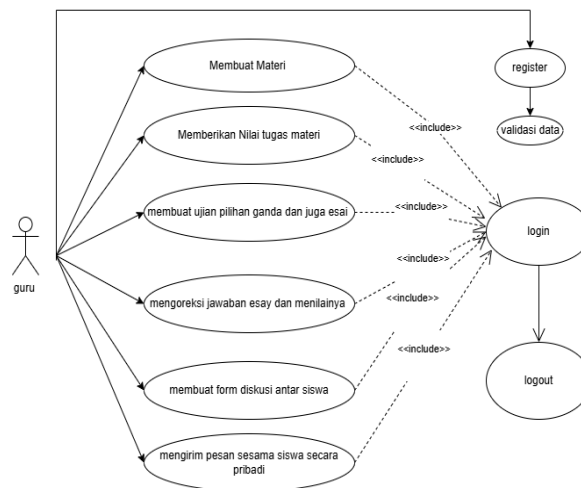 Membuat Materi
register
<<include>>
validasi data
Memberikan Nilai tugas materi
<<include>>
membuat ujian pilihan ganda dan juga esai
<<include>>
login
guru
<<include>>
mengoreksi jawaban esay dan menilainya
<<include>>
<<include>>
membuat form diskusi antar siswa
logout
mengirim pesan sesama siswa secara
pribadi